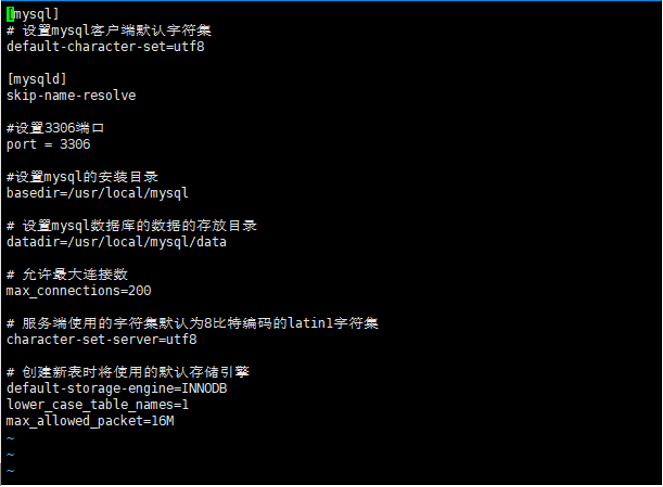 [mysql]
# 设置mysql客户端默认字符集
default-character-set=utf8
[mysqld]
skip-name-resolve
#设置3306端口
port = 3306
#设置mysql的安装目录
basedir=/usr/local/mysql
# 设置mysql数据库的数据的存放目录
datadir=/usr/local/mysql/data
# 允许最大连接数
max_connections=200
# 服务端使用的字符集默认为8比特编码的latin1字符集
character-set-server=utf8
# 创建新表时将使用的默认存储引擎
default-storage-engine=INNODB
lower_case_table_names=1
max_allowed_packet=16M
~
~
~